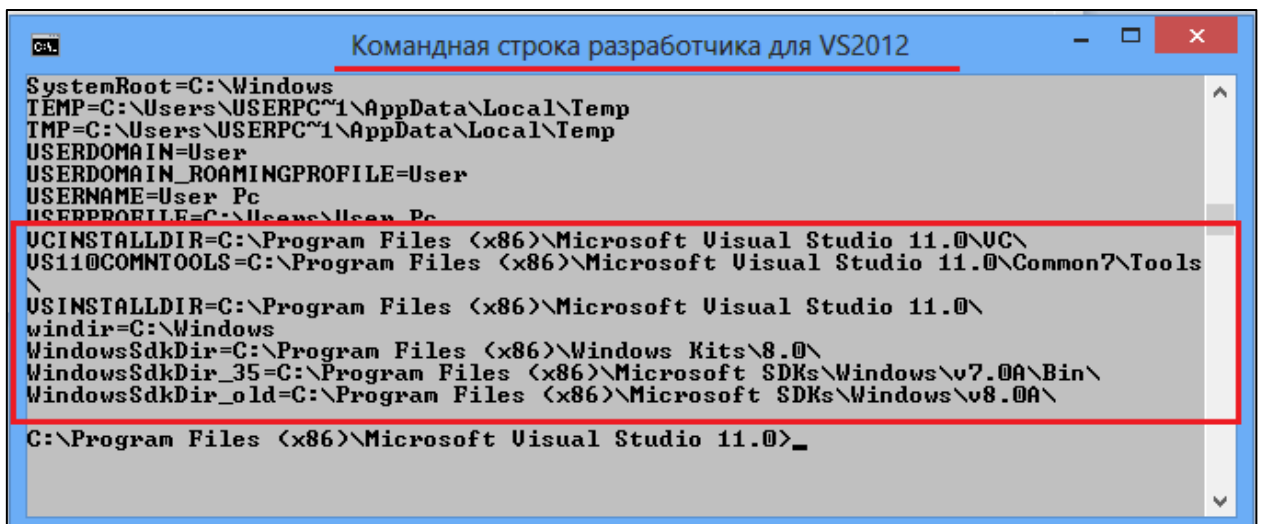 C:\.
Командная строка разработчика для VS2012
SystemRoot=C:\Windows
TEMP=C:\Users\USERPC~1\AppData\Local\Temp
TMP=C:\Users\USERPC~1\AppData\Local\Temp
USERDOMAIN=User
USERDOMAIN_ROAMINGPROFILE=User
USERNAME=User Pc
USERPROFILE=C:\Users\User Pc
VCINSTALLDIR=C:\Program Files (x86)\Microsoft Visual Studio 11.0\VC\
VS110COMNTOOLS=C:\Program Files (x86)\Microsoft Visual Studio 11.0\Common7\Tools
\
VSINSTALLDIR=C:\Program Files (x86)\Microsoft Visual Studio 11.0\
windir=C:\Windows
WindowsSdkDir=C:\Program Files (x86)\Windows Kits\8.0\
WindowsSdkDir_35=C:\Program Files (x86)\Microsoft SDKs\Windows\v7.0A\Bin\
WindowsSdkDir_old=C:\Program Files (x86)\Microsoft SDKs\Windows\v8.0A\
C:\Program Files (x86)\Microsoft Visual Studio 11.0>_